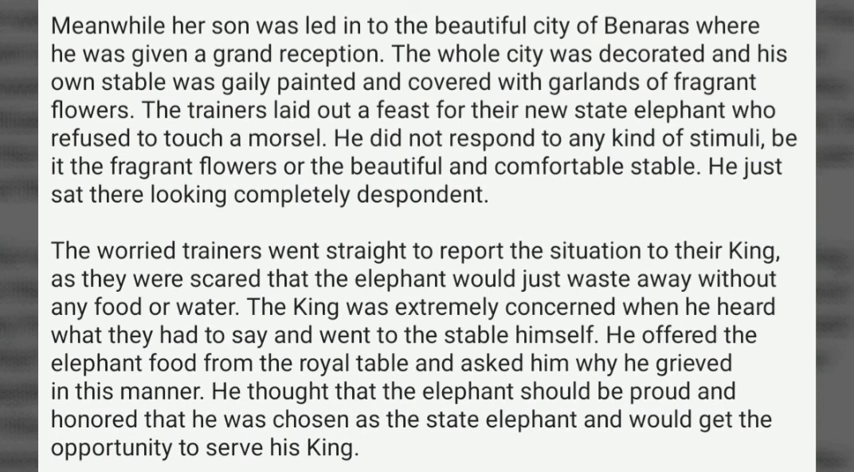 Meanwhile her son was led in to the beautiful city of Benaras where
he was given a grand reception. The whole city was decorated and his
own stable was gaily painted and covered with garlands of fragrant
flowers. The trainers laid out a feast for their new state elephant who
refused to touch a morsel. He did not respond to any kind of stimuli, be
it the fragrant flowers or the beautiful and comfortable stable. He just
sat there looking completely despondent.
The worried trainers went straight to report the situation to their King,
as they were scared that the elephant would just waste away without
any food or water. The King was extremely concerned when he heard
what they had to say and went to the stable himself. He offered the
elephant food from the royal table and asked him why he grieved
in this manner. He thought that the elephant should be proud and
honored that he was chosen as the state elephant and would get the
opportunity to serve his King.